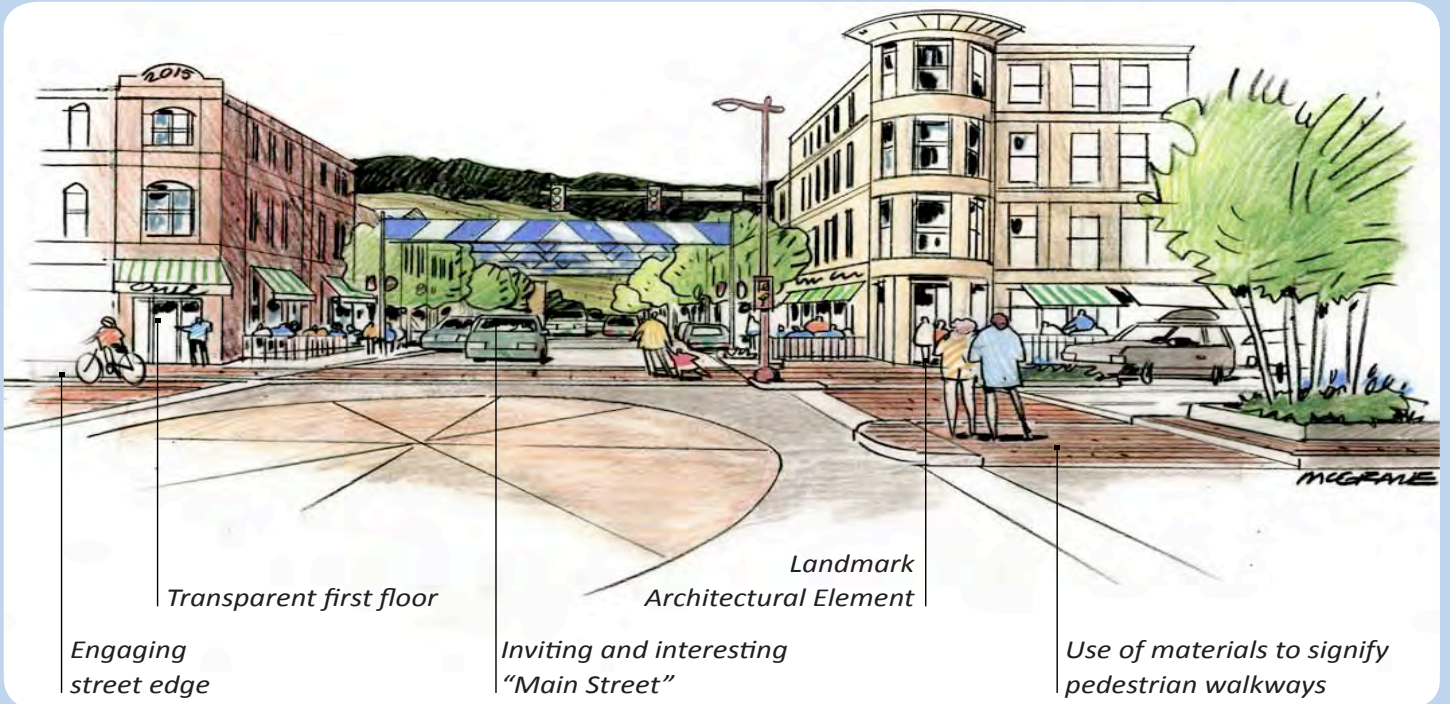 2015
McGRANE
Transparent first floor
Landmark
Architectural Element
Engaging
street edge
Inviting and interesting
“Main Street”
Use of materials to signify
pedestrian walkways